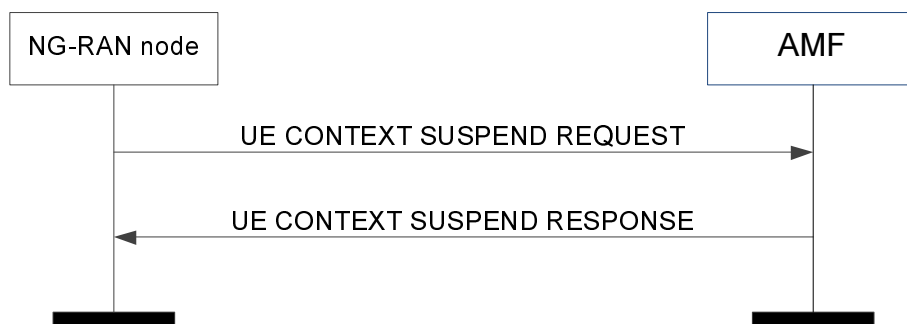 NG-RAN node
AMF
UE CONTEXT SUSPEND REQUEST
UE CONTEXT SUSPEND RESPONSE